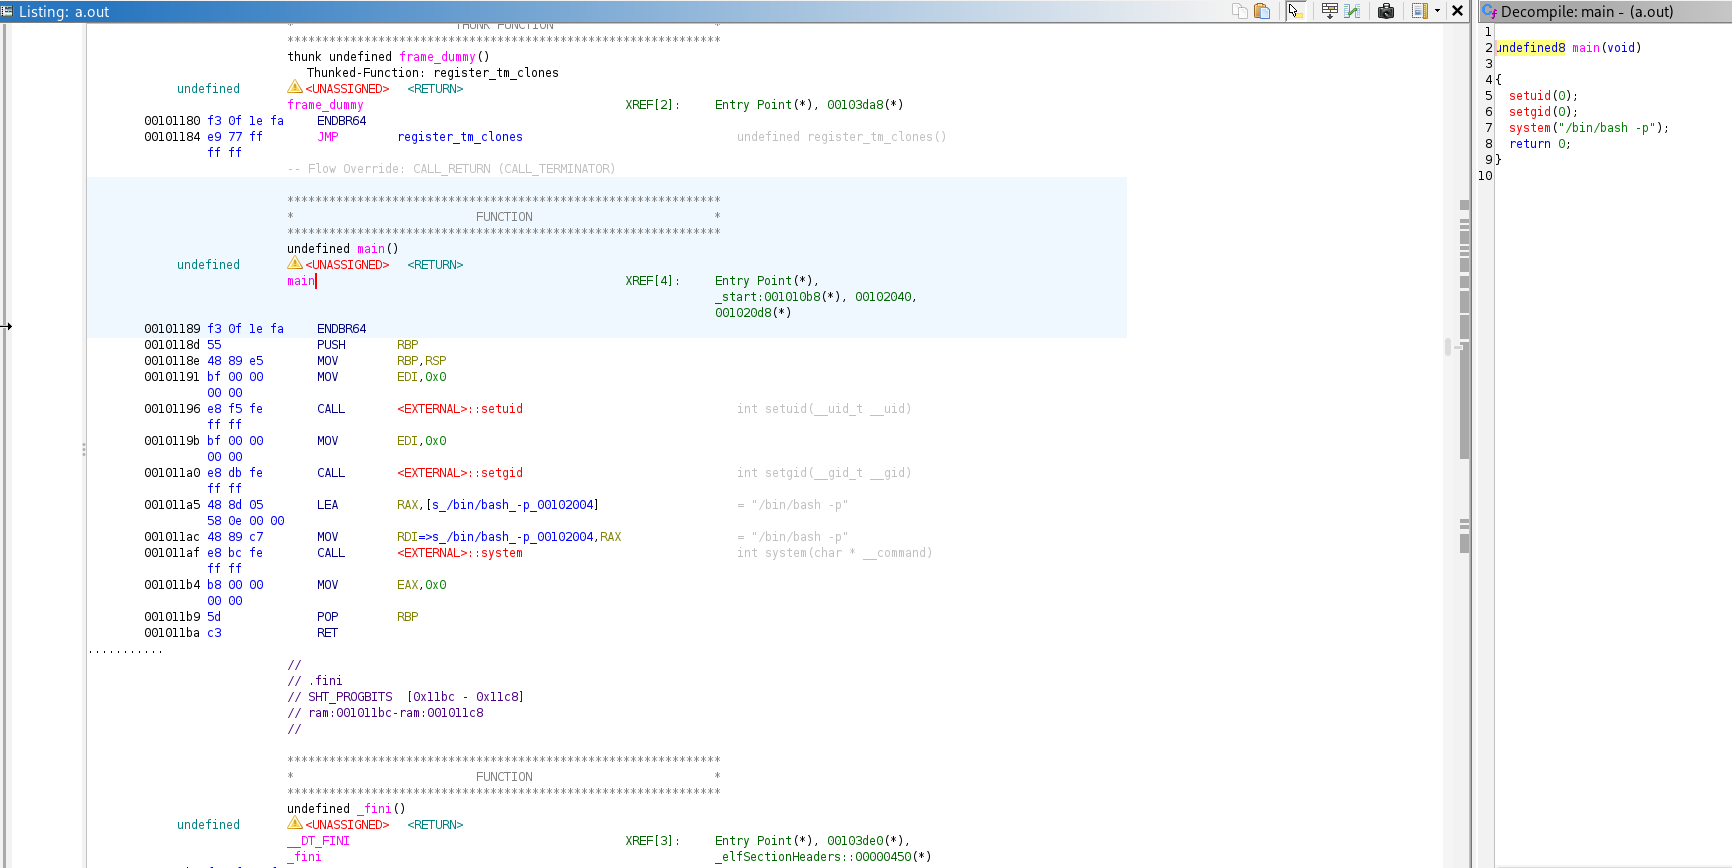 Listing: a.out
* THUNK FUNCTION *
**************************************************************
thunk undefined frame_dummy()
Thunked-Function: register_tm_clones
undefined <UNASSIGNED> <RETURN>
frame_dummy XREF[2]: Entry Point(*), 00103da8(*)
00101180 f3 0f 1e fa ENDBR64
00101184 e9 77 ff JMP register_tm_clones undefined register_tm_clones()
ff ff
-- Flow Override: CALL_RETURN (CALL_TERMINATOR)
**************************************************************
* FUNCTION *
**************************************************************
undefined main()
undefined <UNASSIGNED> <RETURN>
main XREF[4]: Entry Point(*),
_start:001010b8(*), 00102040,
001020d8(*)
00101189 f3 0f 1e fa ENDBR64
0010118d 55 PUSH RBP
0010118e 48 89 e5 MOV RBP,RSP
00101191 bf 00 00 MOV EDI,0x0
00 00
00101196 e8 f5 fe CALL <EXTERNAL>::setuid int setuid(__uid_t __uid)
ff ff
0010119b bf 00 00 MOV EDI,0x0
00 00
001011a0 e8 db fe CALL <EXTERNAL>::setgid int setgid(__gid_t __gid)
ff ff
001011a5 48 8d 05 LEA RAX,[s_/bin/bash_-p_00102004] = "/bin/bash -p"
58 0e 00 00
001011ac 48 89 c7 MOV RDI=>s_/bin/bash_-p_00102004,RAX = "/bin/bash -p"
001011af e8 bc fe CALL <EXTERNAL>::system int system(char * __command)
ff ff
001011b4 b8 00 00 MOV EAX,0x0
00 00
001011b9 5d POP RBP
001011ba c3 RET
...........
//
// .fini
// SHT_PROGBITS [0x11bc - 0x11c8]
// ram:001011bc-ram:001011c8
//
**************************************************************
* FUNCTION *
**************************************************************
undefined _fini()
undefined <UNASSIGNED> <RETURN>
__DT_FINI XREF[3]: Entry Point(*), 00103de0(*),
_fini _elfSectionHeaders::00000450(*)
Decompile: main - (a.out)
1
2 undefined8 main(void)
3
4 {
5 setuid(0);
6 setgid(0);
7 system("/bin/bash -p");
8 return 0;
9 }
10